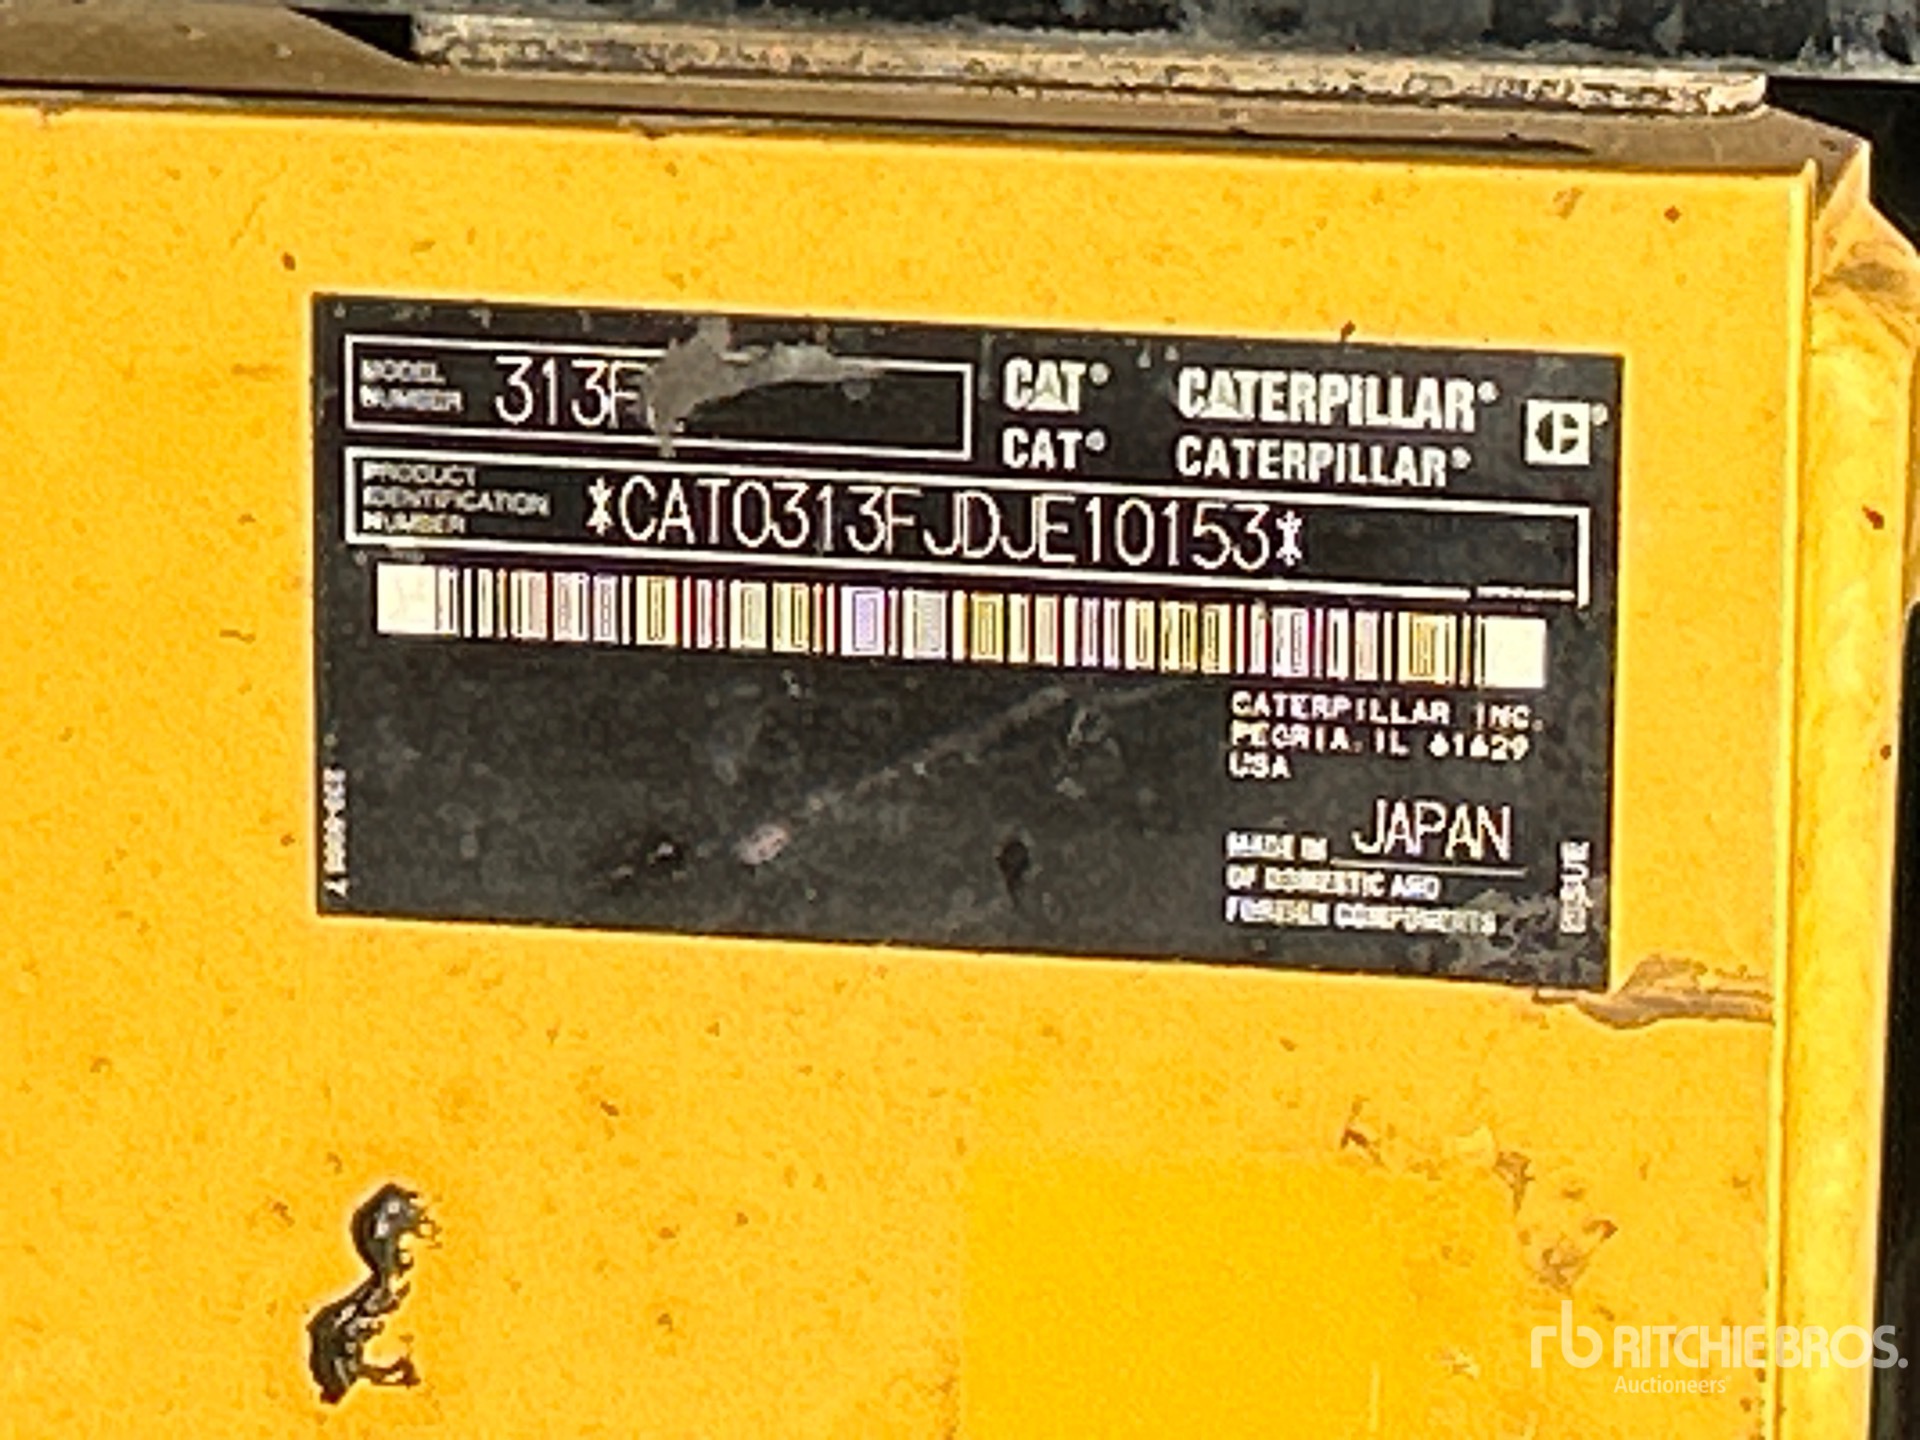 MODEL
NUMBER 313F
CAT® CATERPILLAR®
CAT® CATERPILLAR®
PRODUCT
IDENTIFICATION
NUMBER *CAT0313FJDJE10153*
CATERPILLAR INC.
PEORIA, IL 61629
USA
MADE IN JAPAN
OF DOMESTIC AND
FOREIGN COMPONENTS
rb RITCHIE BROS.
Auctioneers